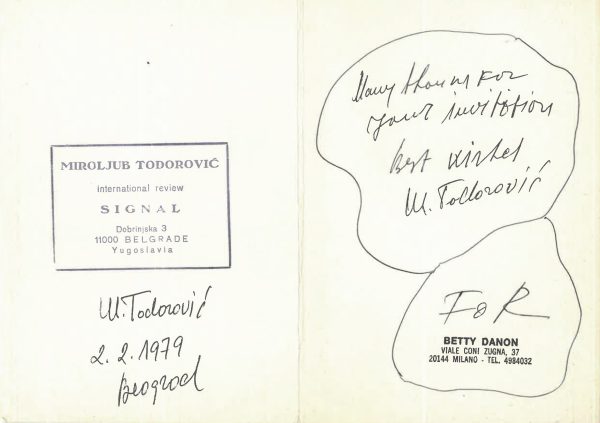 MIROLJUB TODOROVIĆ
international review
SIGNAL
Dobrinjska 3
11000 BELGRADE
Yugoslavia
M. Todorović
2. 2. 1979
Beograd
Many thanks for
your invitation
best wishes
M. Todorović
FOR
BETTY DANON
VIALE CONI ZUGNA, 37
20144 MILANO - TEL. 4984032